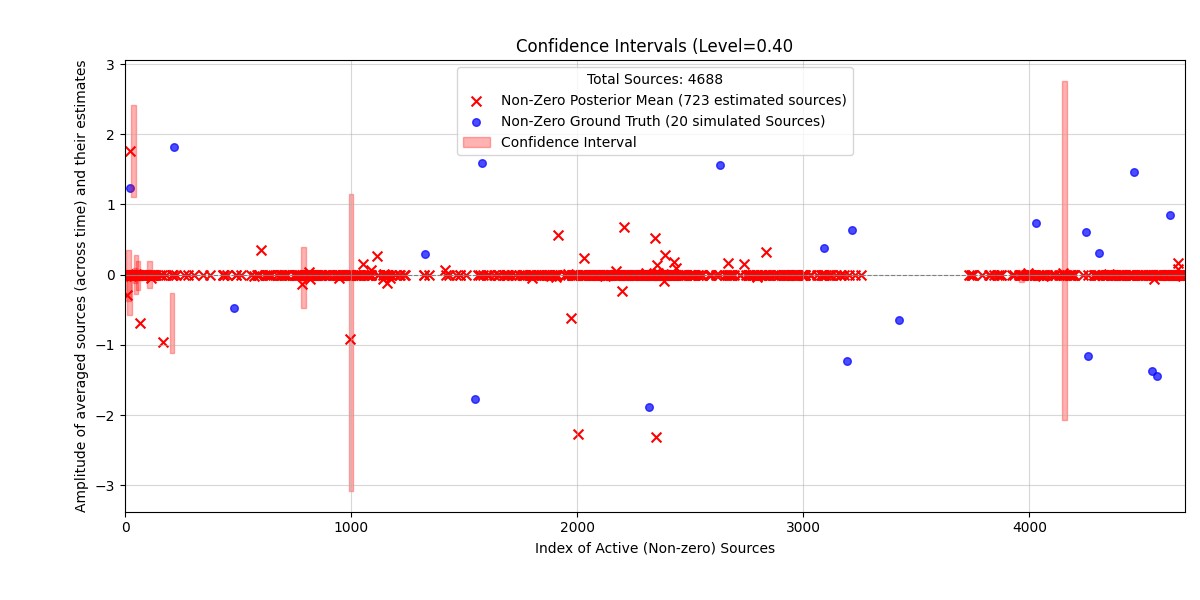 Confidence Intervals (Level=0.40
Amplitude of averaged sources (across time) and their estimates
3
2
1
0
−1
−2
−3
Total Sources: 4688
Non-Zero Posterior Mean (723 estimated sources)
Non-Zero Ground Truth (20 simulated Sources)
Confidence Interval
0
1000
2000
3000
4000
Index of Active (Non-zero) Sources